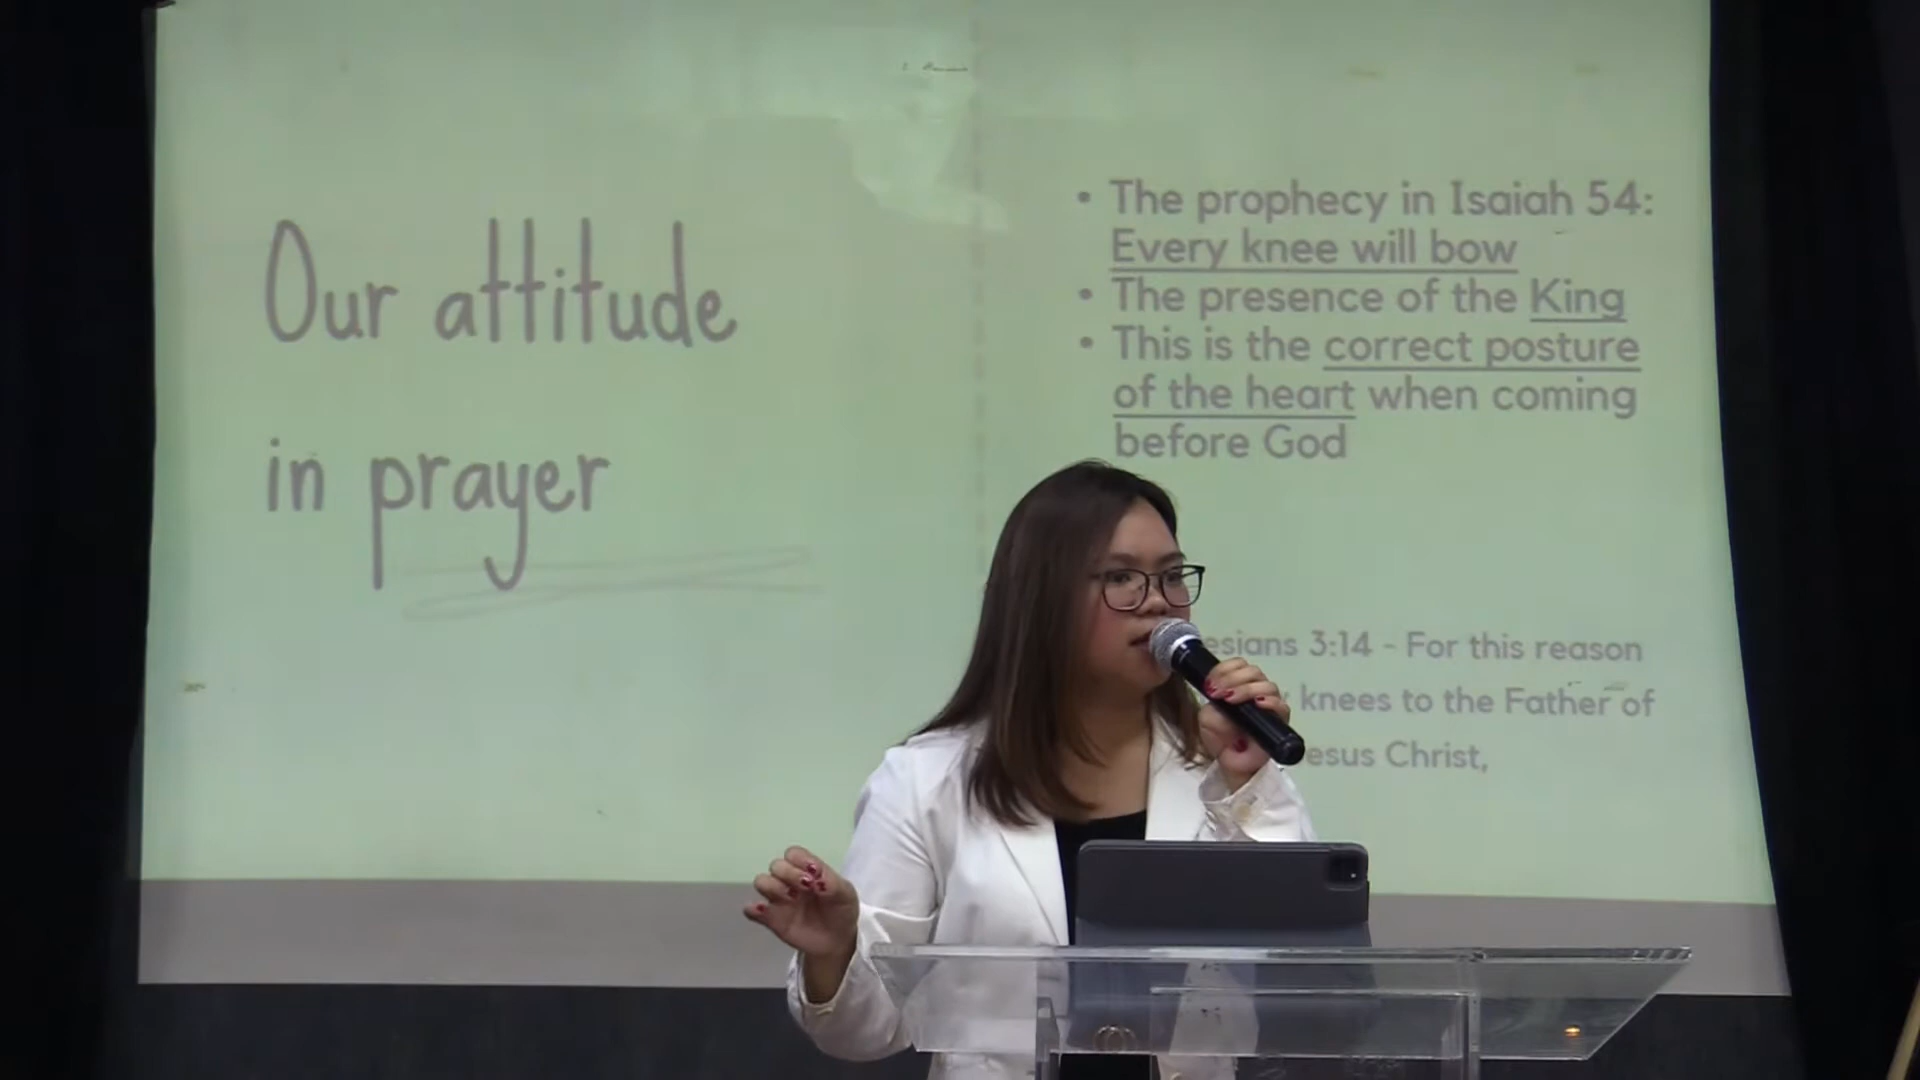 Our attitude
in prayer
• The prophecy in Isaiah 54:
Every knee will bow
• The presence of the King
• This is the correct posture
of the heart when coming
before God
esians 3:14 - For this reason
knees to the Father of
esus Christ,